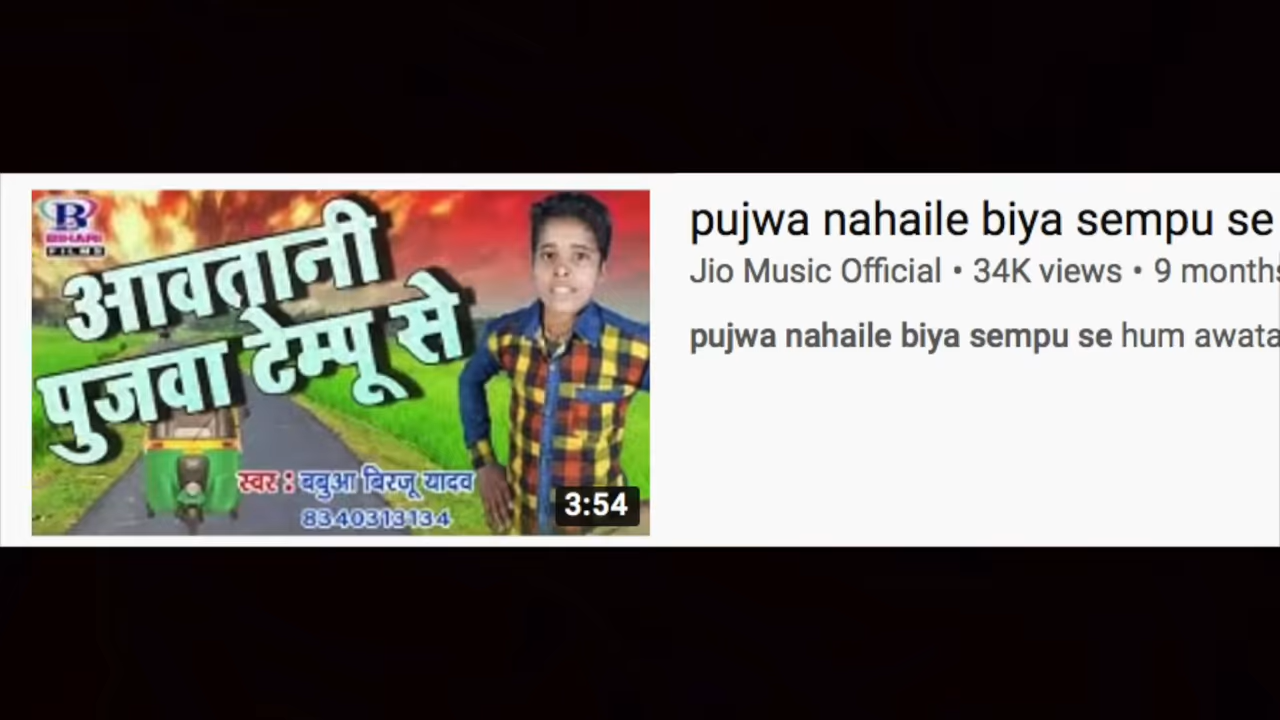 B
BIHARI
FILMS
आवतानी
पुजवा टेम्पू से
स्वर : बबुआ बिरजू यादव
8340313134
3:54
pujwa nahaile biya sempu se
Jio Music Official • 34K views • 9 months
pujwa nahaile biya sempu se hum awata